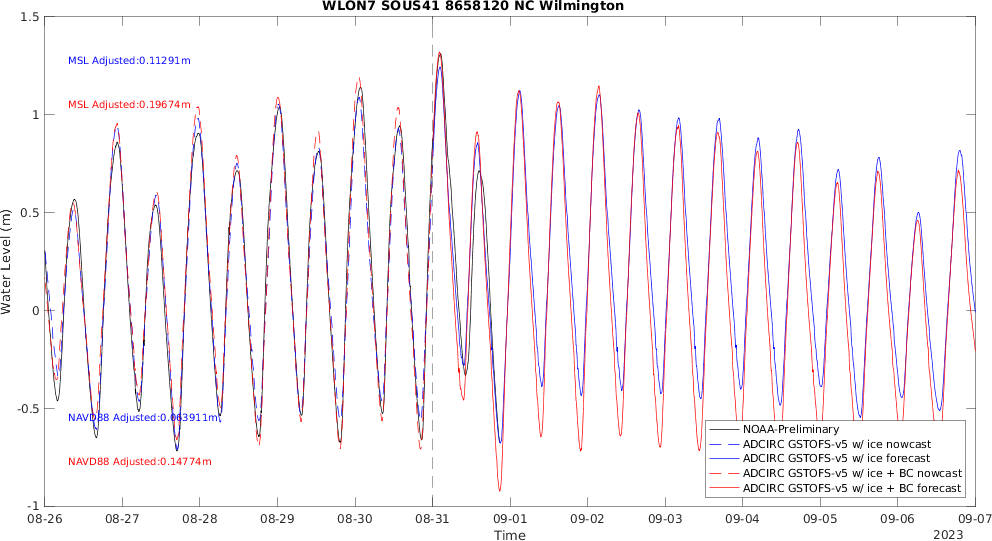 WLON7 SOUS41 8658120 NC Wilmington
1.5
1
0.5
0
-0.5
-1
Water Level (m)
MSL Adjusted:0.11291m
MSL Adjusted:0.19674m
NAVD88 Adjusted:0.063911m
NAVD88 Adjusted:0.14774m
NOAA-Preliminary
ADCIRC GSTOFS-v5 w/ ice nowcast
ADCIRC GSTOFS-v5 w/ ice forecast
ADCIRC GSTOFS-v5 w/ ice + BC nowcast
ADCIRC GSTOFS-v5 w/ ice + BC forecast
08-26 08-27 08-28 08-29 08-30 08-31 09-01 09-02 09-03 09-04 09-05 09-06 09-07
Time
2023